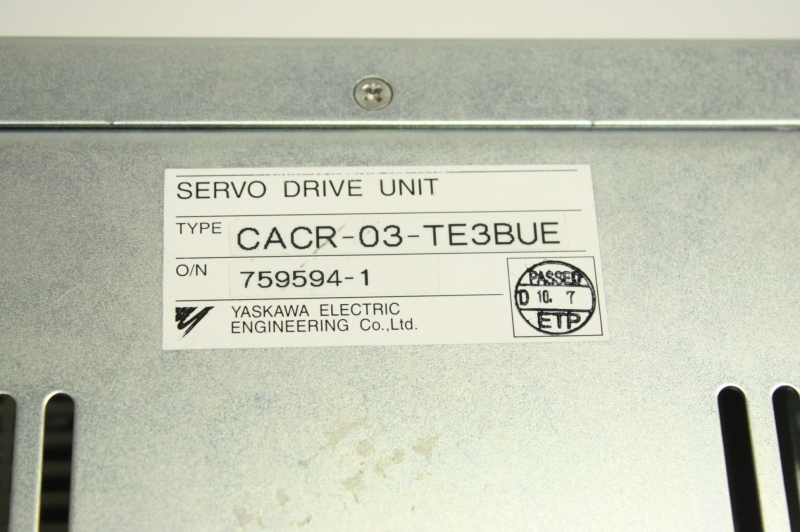 SERVO DRIVE UNIT
TYPE CACR-03-TE3BUE
O/N 759594-1
YASKAWA ELECTRIC
ENGINEERING Co.,Ltd.
PASSED
D 10. 7
ETP